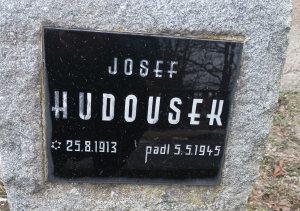 JOSEF
HUDOUSEK
* 25.8.1913 padl 5.5.1945